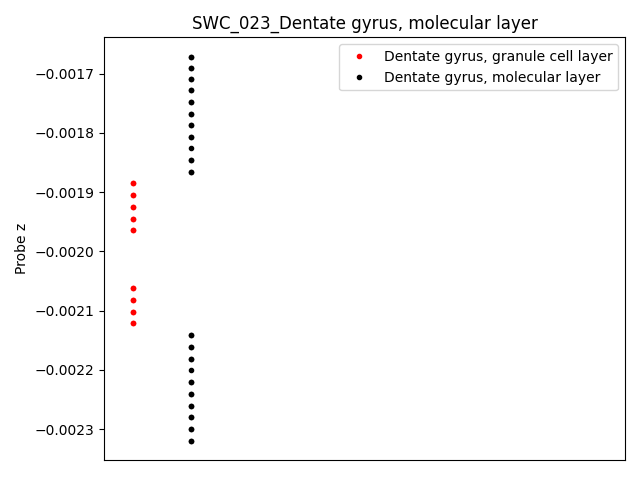 SWC_023_Dentate gyrus, molecular layer
Dentate gyrus, granule cell layer
Dentate gyrus, molecular layer
−0.0017
−0.0018
−0.0019
−0.0020
−0.0021
−0.0022
−0.0023
Probe z